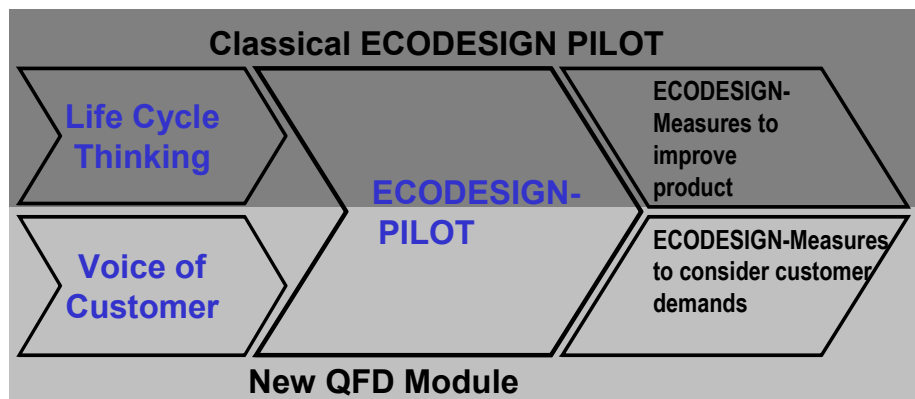 Classical ECODESIGN PILOT
Life Cycle
Thinking
ECODESIGN-
Measures to
improve
product
ECODESIGN-
PILOT
Voice of
Customer
ECODESIGN-Measures
to consider customer
demands
New QFD Module